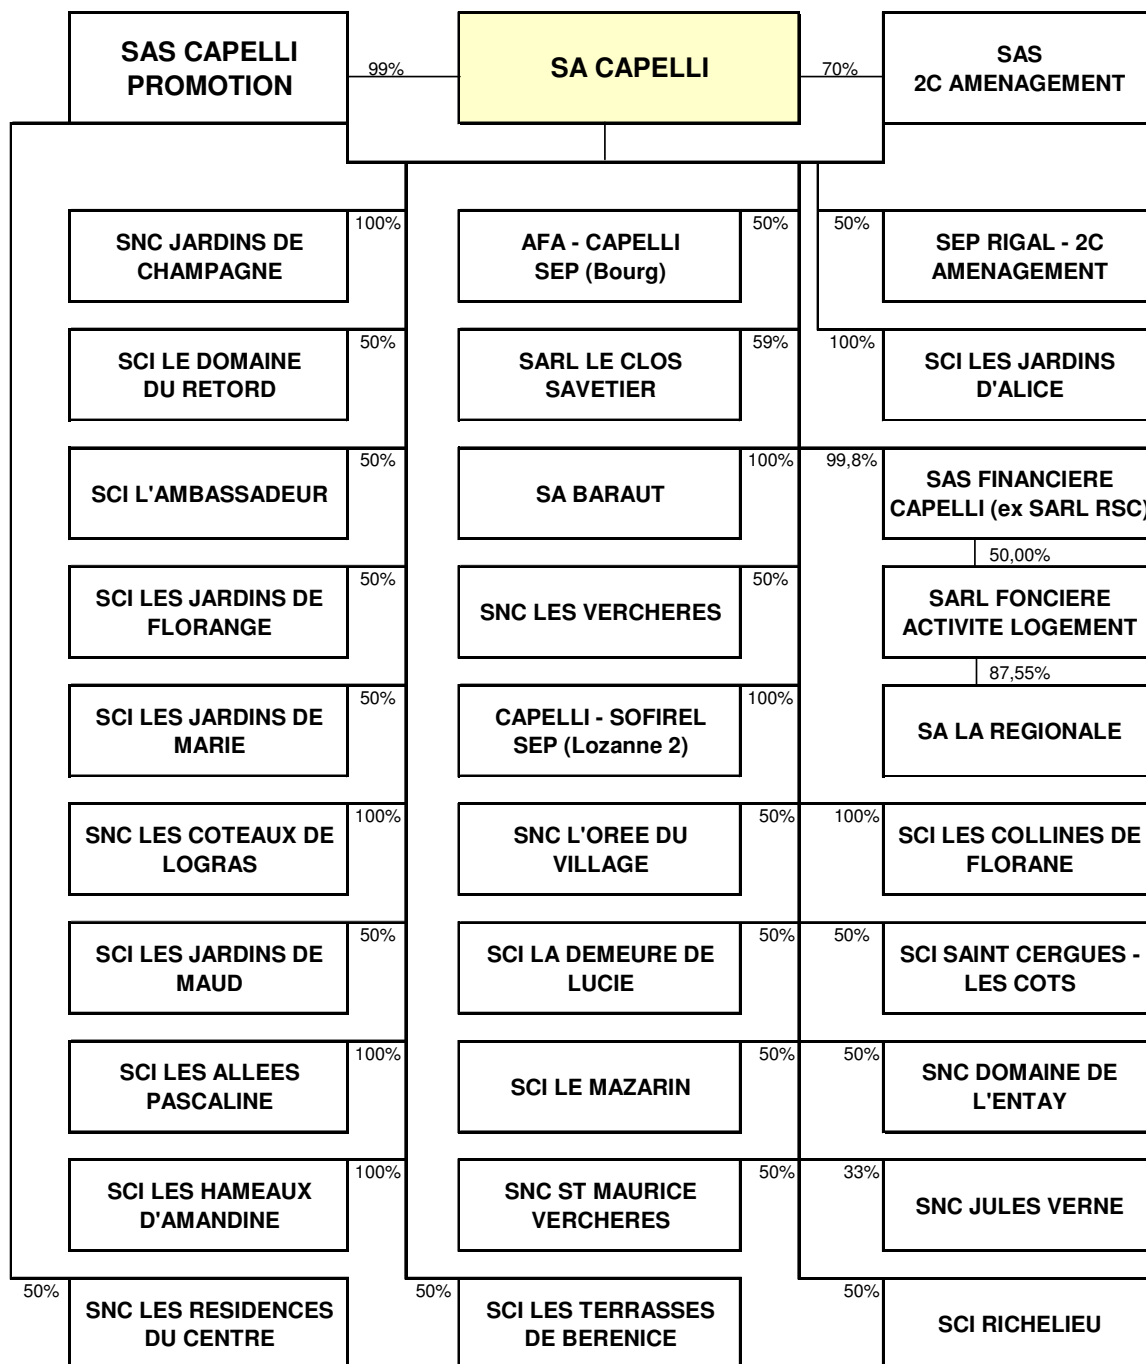 SAS CAPELLI
PROMOTION
99%
SA CAPELLI
70%
SAS
2C AMENAGEMENT
SNC JARDINS DE
CHAMPAGNE
100%
AFA - CAPELLI
SEP (Bourg)
50%
50%
SEP RIGAL - 2C
AMENAGEMENT
SCI LE DOMAINE
DU RETORD
50%
SARL LE CLOS
SAVETIER
59%
100%
SCI LES JARDINS
D'ALICE
SCI L'AMBASSADEUR
50%
SA BARAUT
100%
99,8%
SAS FINANCIERE
CAPELLI (ex SARL RSC)
50,00%
SCI LES JARDINS DE
FLORANGE
50%
SNC LES VERCHERES
50%
SARL FONCIERE
ACTIVITE LOGEMENT
87,55%
SCI LES JARDINS DE
MARIE
50%
CAPELLI - SOFIREL
SEP (Lozanne 2)
100%
SA LA REGIONALE
SNC LES COTEAUX DE
LOGRAS
100%
SNC L'OREE DU
VILLAGE
50%
100%
SCI LES COLLINES DE
FLORANE
SCI LES JARDINS DE
MAUD
50%
SCI LA DEMEURE DE
LUCIE
50%
50%
SCI SAINT CERGUES -
LES COTS
SCI LES ALLEES
PASCALINE
100%
SCI LE MAZARIN
50%
50%
SNC DOMAINE DE
L'ENTAY
SCI LES HAMEAUX
D'AMANDINE
100%
SNC ST MAURICE
VERCHERES
50%
33%
SNC JULES VERNE
50%
SNC LES RESIDENCES
DU CENTRE
50%
SCI LES TERRASSES
DE BERENICE
50%
SCI RICHELIEU